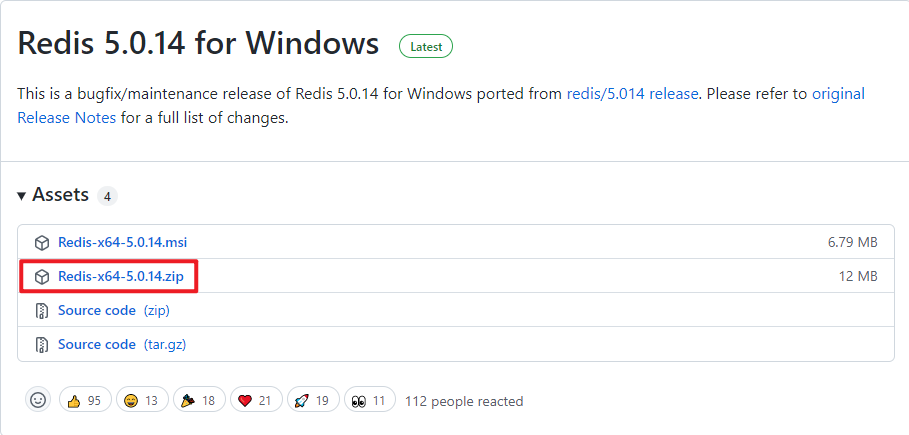 Redis 5.0.14 for Windows Latest
This is a bugfix/maintenance release of Redis 5.0.14 for Windows ported from redis/5.014 release. Please refer to original
Release Notes for a full list of changes.
Assets 4
Redis-x64-5.0.14.msi 6.79 MB
Redis-x64-5.0.14.zip 12 MB
Source code (zip)
Source code (tar.gz)
95 13 18 21 19 11 112 people reacted